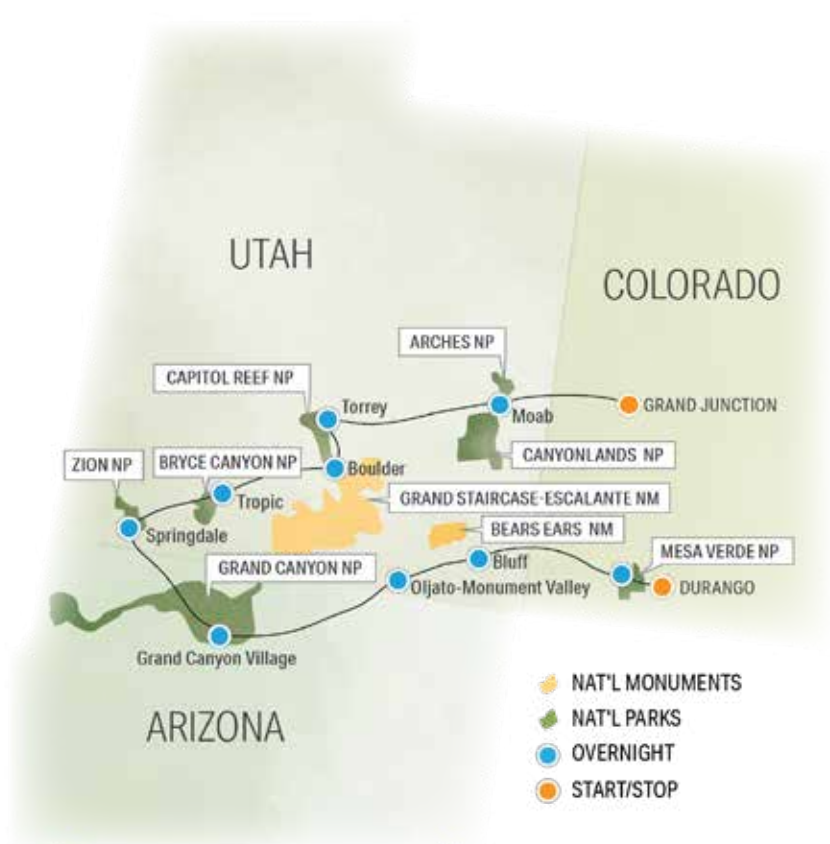 UTAH
COLORADO
ARCHES NP
CAPITOL REEF NP
Torrey
Moab
GRAND JUNCTION
ZION NP
BRYCE CANYON NP
Boulder
CANYONLANDS NP
Tropic
GRAND STAIRCASE-ESCALANTE NM
Springdale
BEARS EARS NM
Bluff
MESA VERDE NP
GRAND CANYON NP
Oljato-Monument Valley
DURANGO
Grand Canyon Village
ARIZONA
NAT'L MONUMENTS
NAT'L PARKS
OVERNIGHT
START/STOP